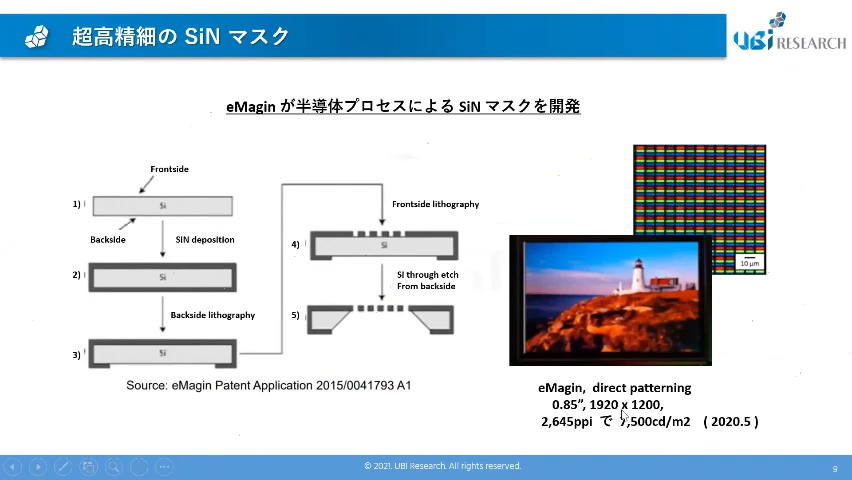 超高精細の SiN マスク
UBi RESEARCH
eMagin が半導体プロセスによる SiN マスクを開発
Frontside
1)
Si
Backside
SIN deposition
2)
Si
Backside lithography
3)
Si
Frontside lithography
4)
Si
SI through etch
From backside
5)
Source: eMagin Patent Application 2015/0041793 A1
10 μm
eMagin, direct patterning
0.85”, 1920 x 1200,
2,645ppi で ,500cd/m2 ( 2020.5 )
© 2021. UBI Research. All rights reserved.
9